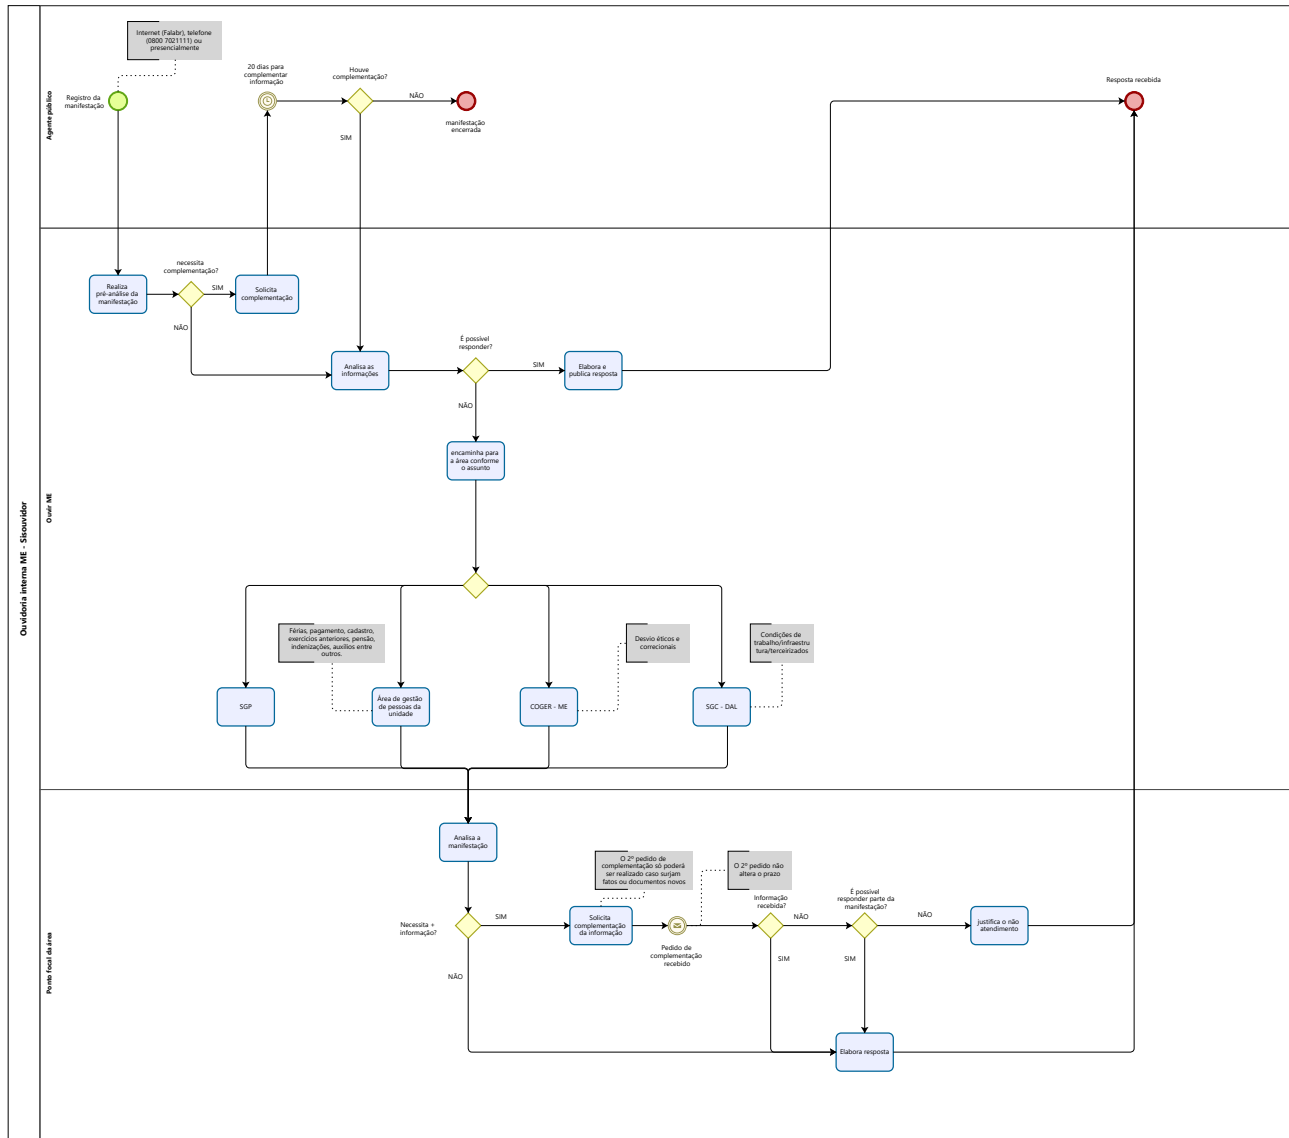 Ouvidoria interna ME - Sisouvidor
Agente público
Internet (Falabr), telefone
(0800 7021111) ou
presencialmente
Registro da
manifestação
20 dias para
complementar
informação
Houve
complementação?
NÃO
manifestação
encerrada
SIM
Resposta recebida
Ouvir ME
Realiza
pré-análise da
manifestação
necessita
complementação?
SIM
Solicita
complementação
NÃO
Analisa as
informações
É possivel
responder?
SIM
Elabora e
publica resposta
NÃO
encaminha para
a área conforme
o assunto
Férias, pagamento, cadastro,
exercicios anteriores, pensão,
indenizações, auxílios entre
outros.
Desvio éticos e
correcionais
Condições de
trabalho/infraestru
tura/terceirizados
SGP
Área de gestão
de pessoas da
unidade
COGER - ME
SGC - DAL
Ponto focal da área
Analisa a
manifestação
O 2º pedido de
complementação só poderá
ser realizado caso surjam
fatos ou documentos novos
O 2º pedido não
altera o prazo
Necessita +
informação?
SIM
Solicita
complementação
da informação
Pedido de
complementação
recebido
Informação
recebida?
NÃO
É possível
responder parte da
manifestação?
NÃO
justifica o não
atendimento
NÃO
SIM
SIM
Elabora resposta